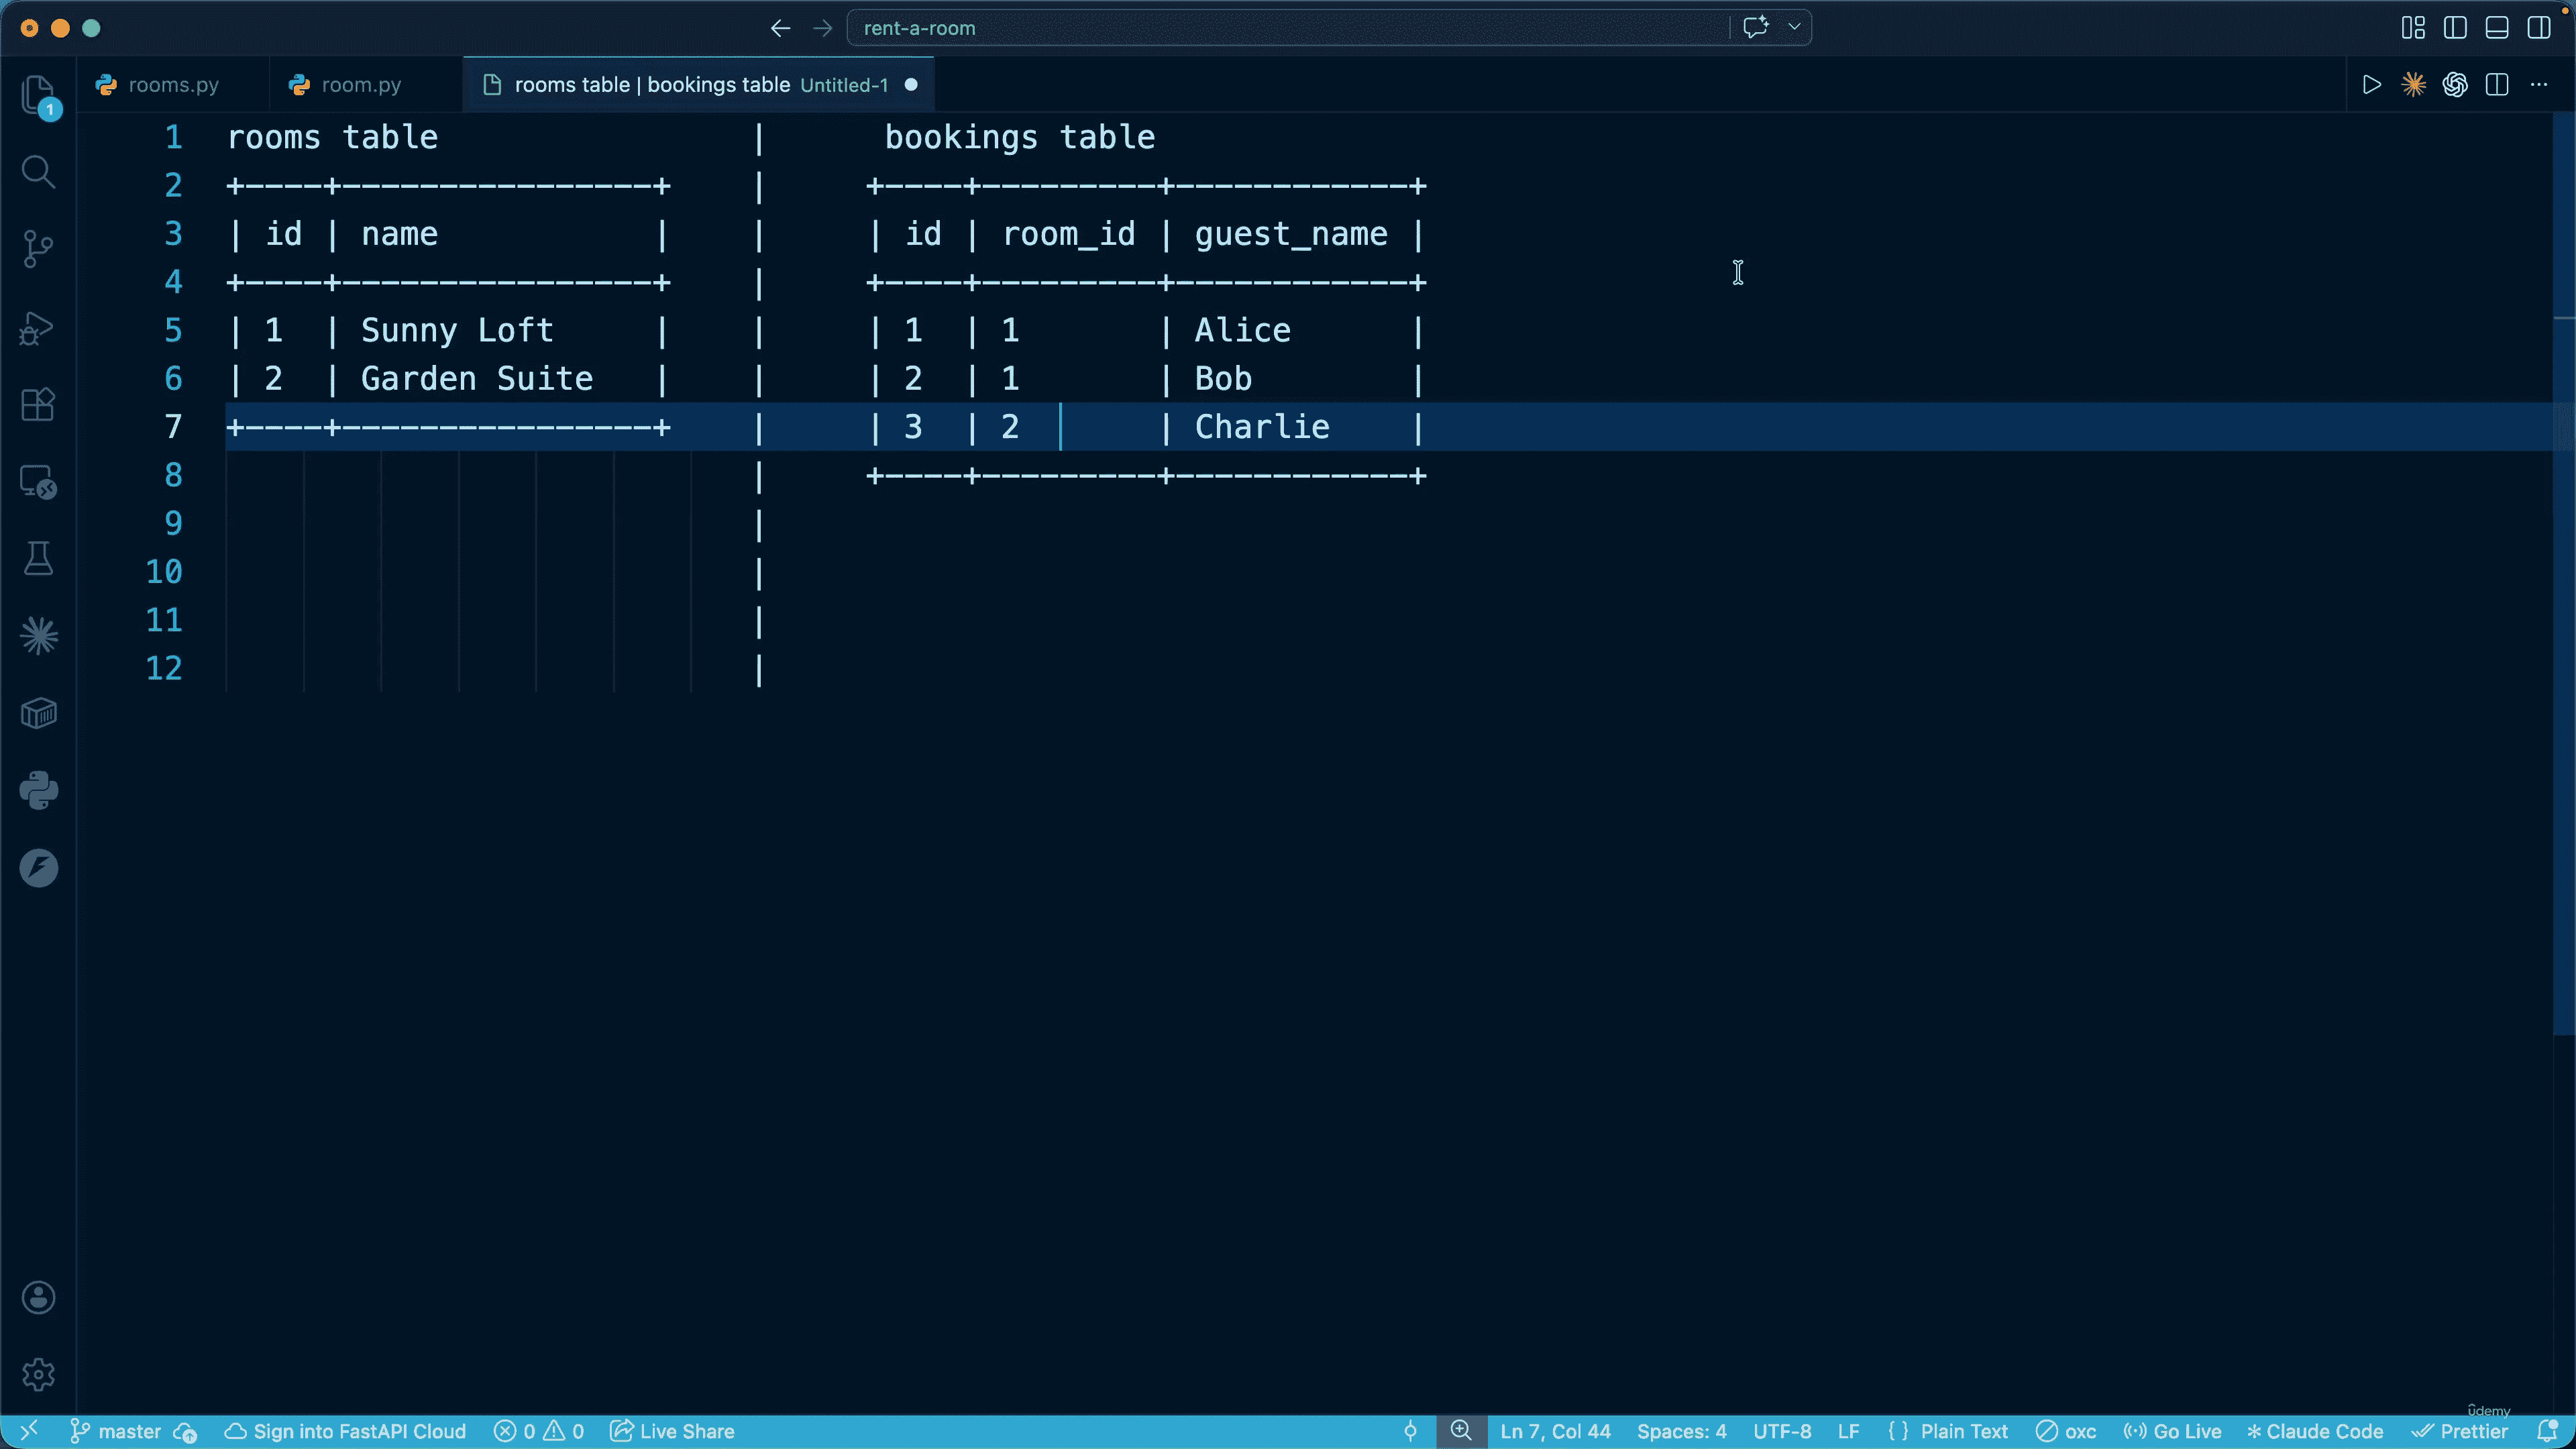 rent-a-room
rooms.py room.py rooms table | bookings table Untitled-1
1 rooms table | bookings table
2 +----+----------------+ | +----+---------+------------+
3 | id | name | | | id | room_id | guest_name |
4 +----+----------------+ | +----+---------+------------+
5 | 1 | Sunny Loft | | | 1 | 1 | Alice |
6 | 2 | Garden Suite | | | 2 | 1 | Bob |
7 +----+----------------+ | | 3 | 2 | Charlie |
8 | +----+---------+------------+
9 |
10 |
11 |
12 |
1
ûdemy
master Sign into FastAPI Cloud 0 0 Live Share Ln 7, Col 44 Spaces: 4 UTF-8 LF { } Plain Text oxc Go Live Claude Code Prettier